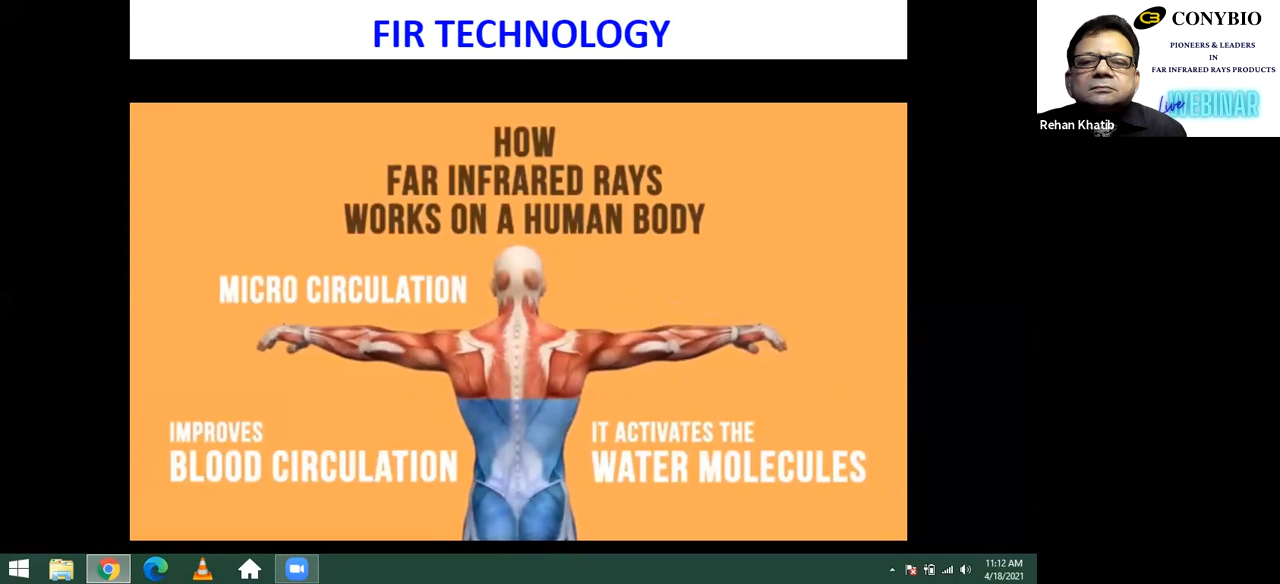 FIR TECHNOLOGY
HOW
FAR INFRARED RAYS
WORKS ON A HUMAN BODY
MICRO CIRCULATION
IMPROVES
BLOOD CIRCULATION
IT ACTIVATES THE
WATER MOLECULES
CB CONYBIO
PIONEERS & LEADERS
IN
FAR INFRARED RAYS PRODUCTS
Live WEBINAR
Rehan Khatib
11:12 AM
4/18/2021